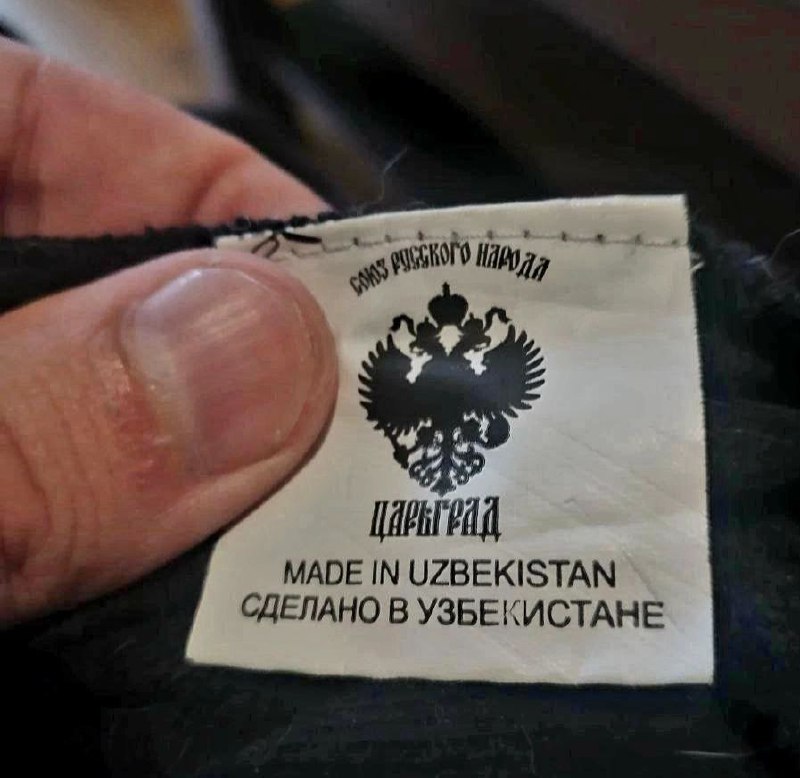 СОЮЗ РУССКОГО НАРОДА
ЦАРЬГРАД
MADE IN UZBEKISTAN
СДЕЛАНО В УЗБЕКИСТАНЕ